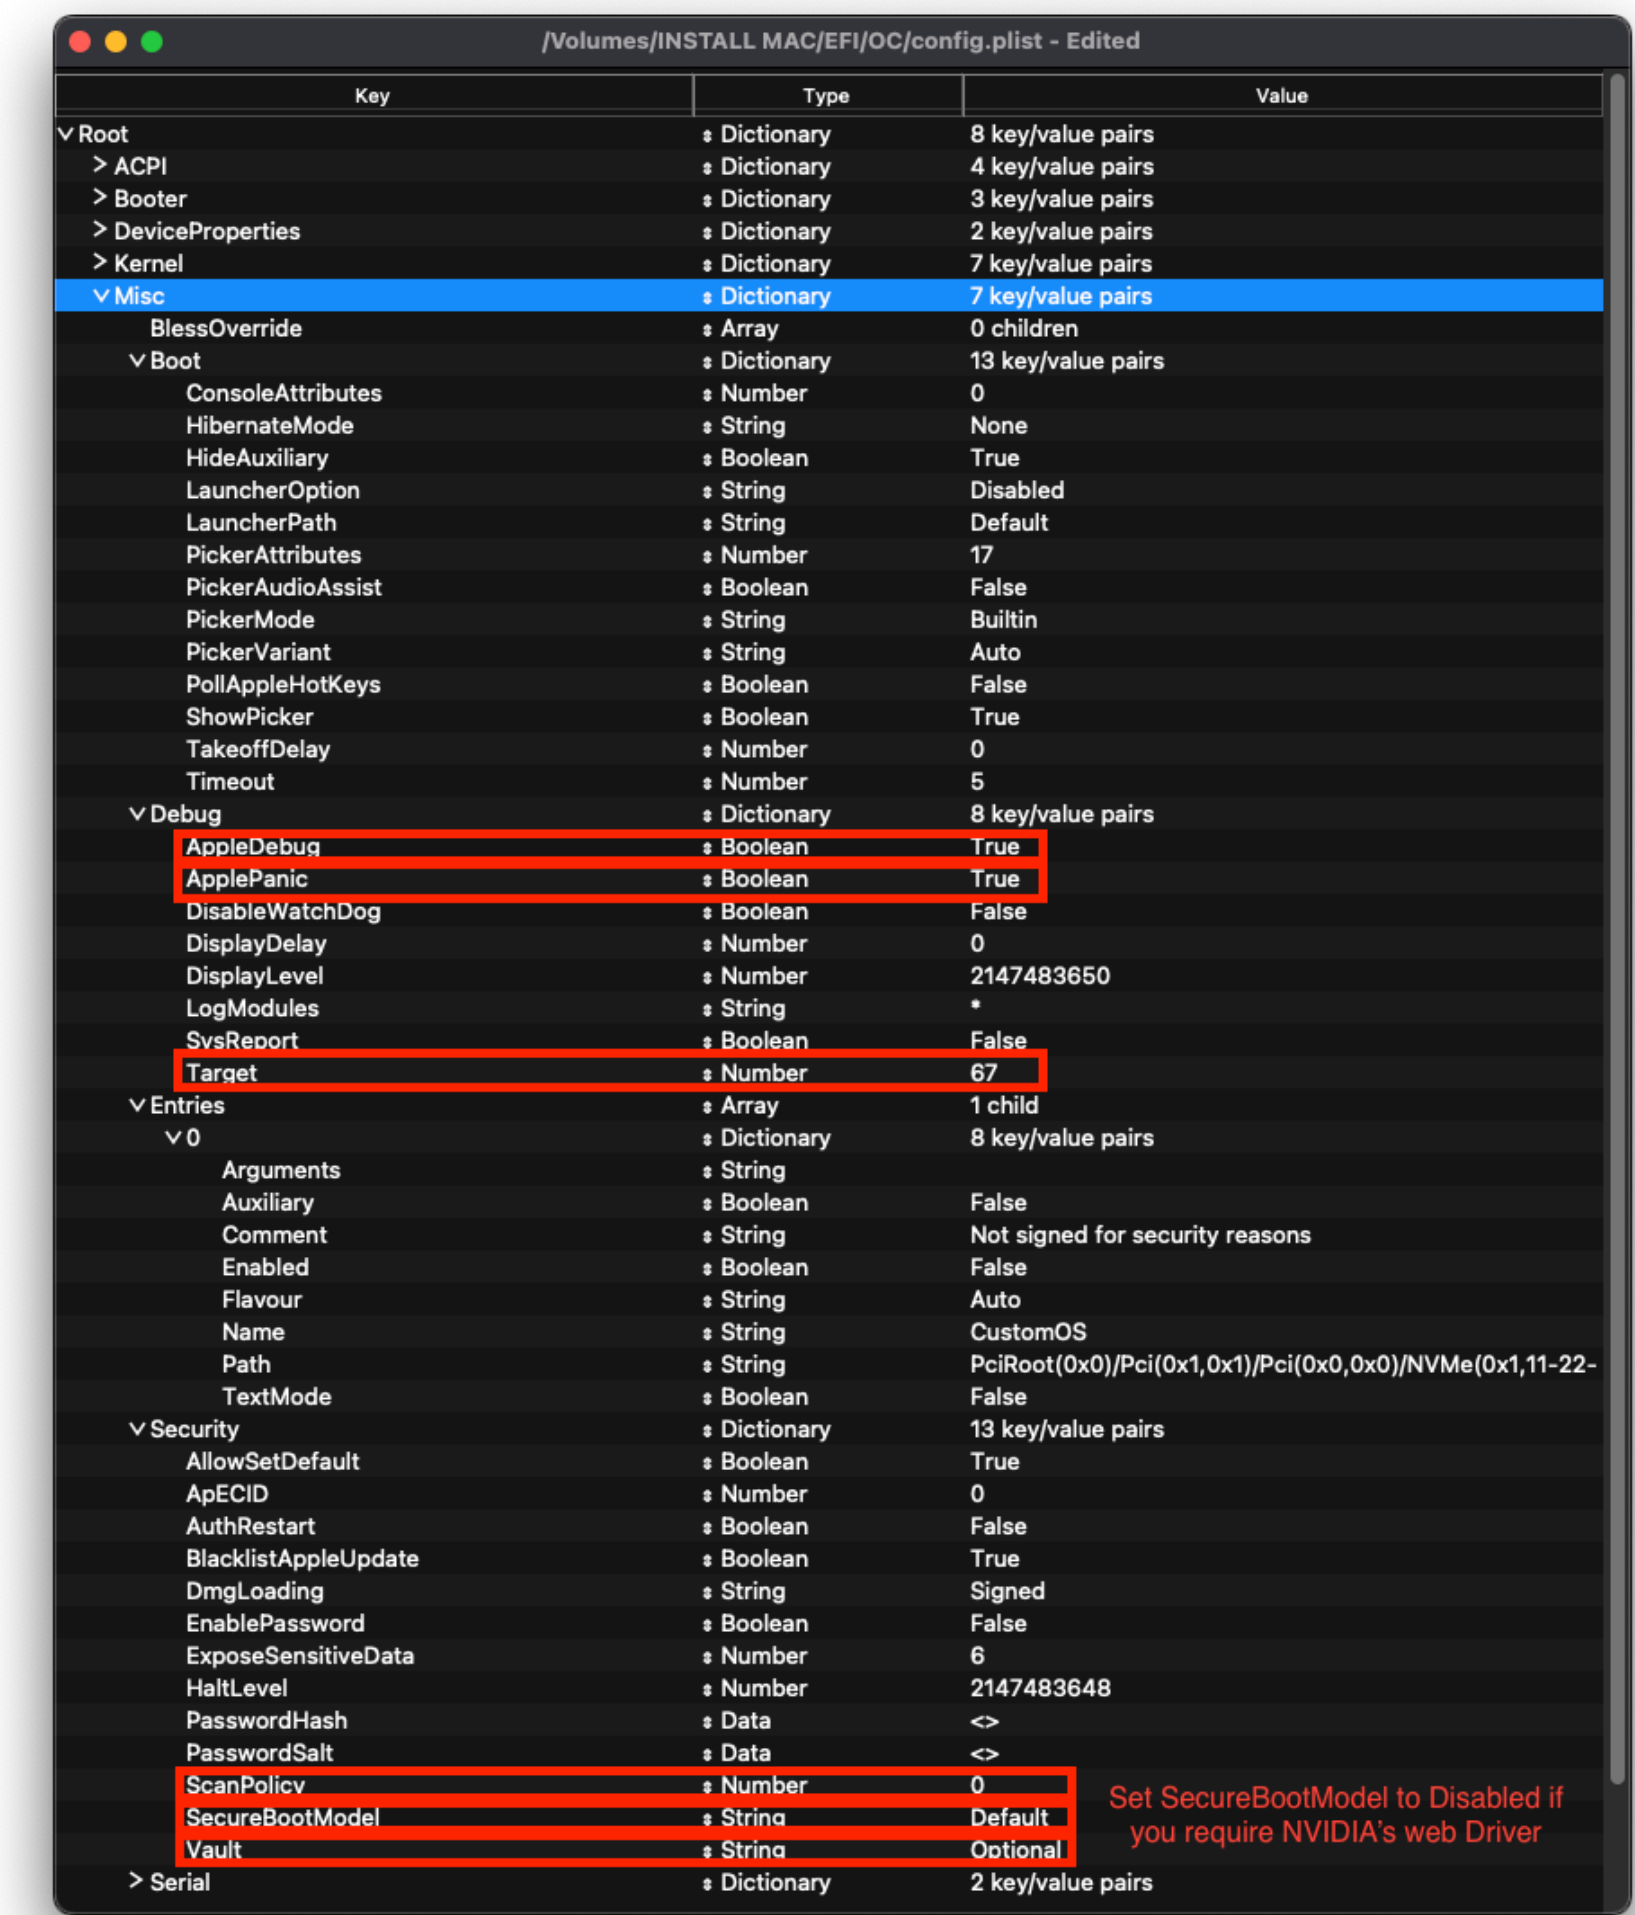 /Volumes/INSTALL MAC/EFI/OC/config.plist - Edited
Key Type Value
Root Dictionary 8 key/value pairs
ACPI Dictionary 4 key/value pairs
Booter Dictionary 3 key/value pairs
DeviceProperties Dictionary 2 key/value pairs
Kernel Dictionary 7 key/value pairs
Misc Dictionary 7 key/value pairs
BlessOverride Array 0 children
Boot Dictionary 13 key/value pairs
ConsoleAttributes Number 0
HibernateMode String None
HideAuxiliary Boolean True
LauncherOption String Disabled
LauncherPath String Default
PickerAttributes Number 17
PickerAudioAssist Boolean False
PickerMode String Builtin
PickerVariant String Auto
PollAppleHotKeys Boolean False
ShowPicker Boolean True
TakeoffDelay Number 0
Timeout Number 5
Debug Dictionary 8 key/value pairs
AppleDebug Boolean True
ApplePanic Boolean True
DisableWatchDog Boolean False
DisplayDelay Number 0
DisplayLevel Number 2147483650
LogModules String *
SysReport Boolean False
Target Number 67
Entries Array 1 child
0 Dictionary 8 key/value pairs
Arguments String
Auxiliary Boolean False
Comment String Not signed for security reasons
Enabled Boolean False
Flavour String Auto
Name String CustomOS
Path String PciRoot(0x0)/Pci(0x1,0x1)/Pci(0x0,0x0)/NVMe(0x1,11-22-
TextMode Boolean False
Security Dictionary 13 key/value pairs
AllowSetDefault Boolean True
ApECID Number 0
AuthRestart Boolean False
BlacklistAppleUpdate Boolean True
DmgLoading String Signed
EnablePassword Boolean False
ExposeSensitiveData Number 6
HaltLevel Number 2147483648
PasswordHash Data <>
PasswordSalt Data <>
ScanPolicy Number 0
SecureBootModel String Default
Vault String Optional
Set SecureBootModel to Disabled if
you require NVIDIA's web Driver
Serial Dictionary 2 key/value pairs